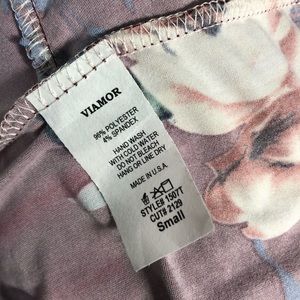 VIAMOR
96% POLYESTER
4% SPANDEX
HAND WASH
WITH COLD WATER
DO NOT BLEACH
HANG OR LINE DRY
MADE IN U.S.A.
STYLE# 1507T
CUT# 2129
Small